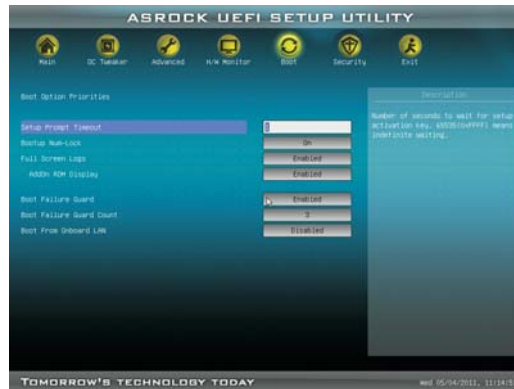 ASROCK UEFI SETUP UTILITY
Main OC Tweaker Advanced H/W Monitor Boot Security Exit
Boot Option Priorities
Description
Setup Prompt Timeout
Number of seconds to wait for setup activation key. 65535(0xFFFF) means indefinite waiting.
Bootup Num-Lock On
Full Screen Logo Enabled
AddOn ROM Display Enabled
Boot Failure Guard Enabled
Boot Failure Guard Count 3
Boot From Onboard LAN Disabled
TOMORROW'S TECHNOLOGY TODAY
Wed 05/04/2011,